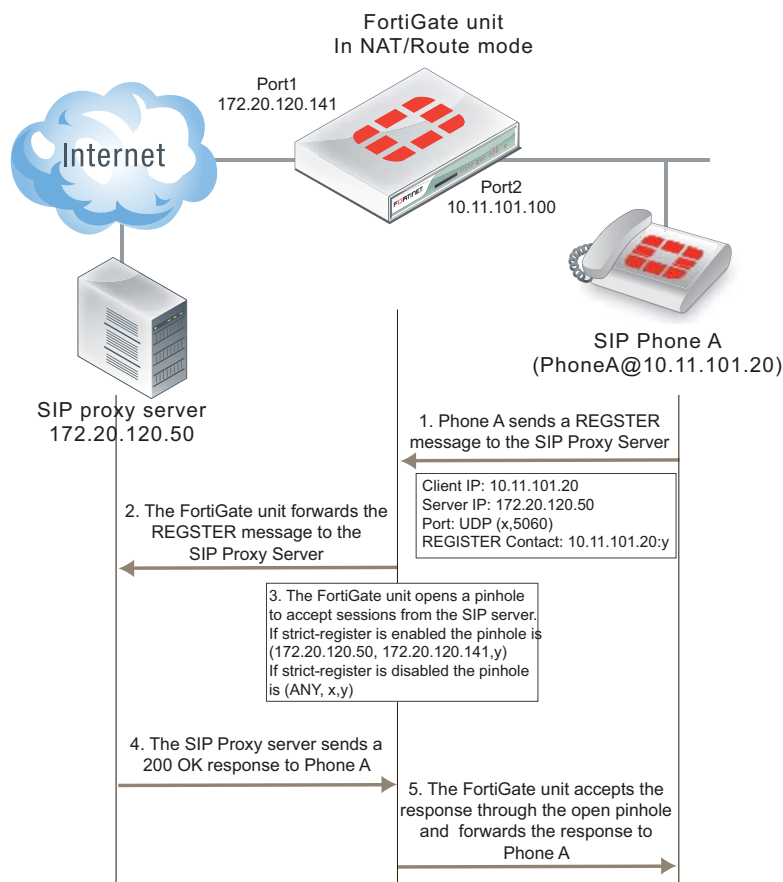 FortiGate unit
In NAT/Route mode
Port1
172.20.120.141
Internet
FORTINET
Port2
10.11.101.100
SIP Phone A
(PhoneA@10.11.101.20)
SIP proxy server
172.20.120.50
1. Phone A sends a REGSTER
message to the SIP Proxy Server
Client IP: 10.11.101.20
Server IP: 172.20.120.50
Port: UDP (x,5060)
REGISTER Contact: 10.11.101.20:y
2. The FortiGate unit forwards the
REGSTER message to the
SIP Proxy Server
3. The FortiGate unit opens a pinhole
to accept sessions from the SIP server.
If strict-register is enabled the pinhole is
(172.20.120.50, 172.20.120.141,y)
If strict-register is disabled the pinhole
is (ANY, x,y)
4. The SIP Proxy server sends a
200 OK response to Phone A
5. The FortiGate unit accepts the
response through the open pinhole
and forwards the response to
Phone A